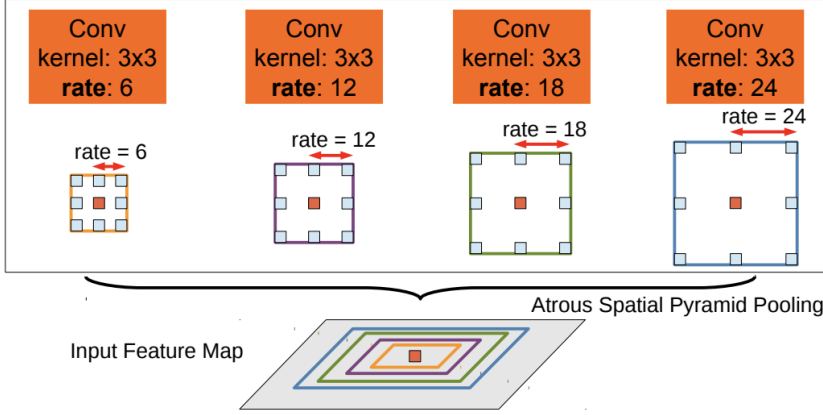 Conv
kernel: 3x3
rate: 6
Conv
kernel: 3x3
rate: 12
Conv
kernel: 3x3
rate: 18
Conv
kernel: 3x3
rate: 24
rate = 6
rate = 12
rate = 18
rate = 24
Atrous Spatial Pyramid Pooling
Input Feature Map